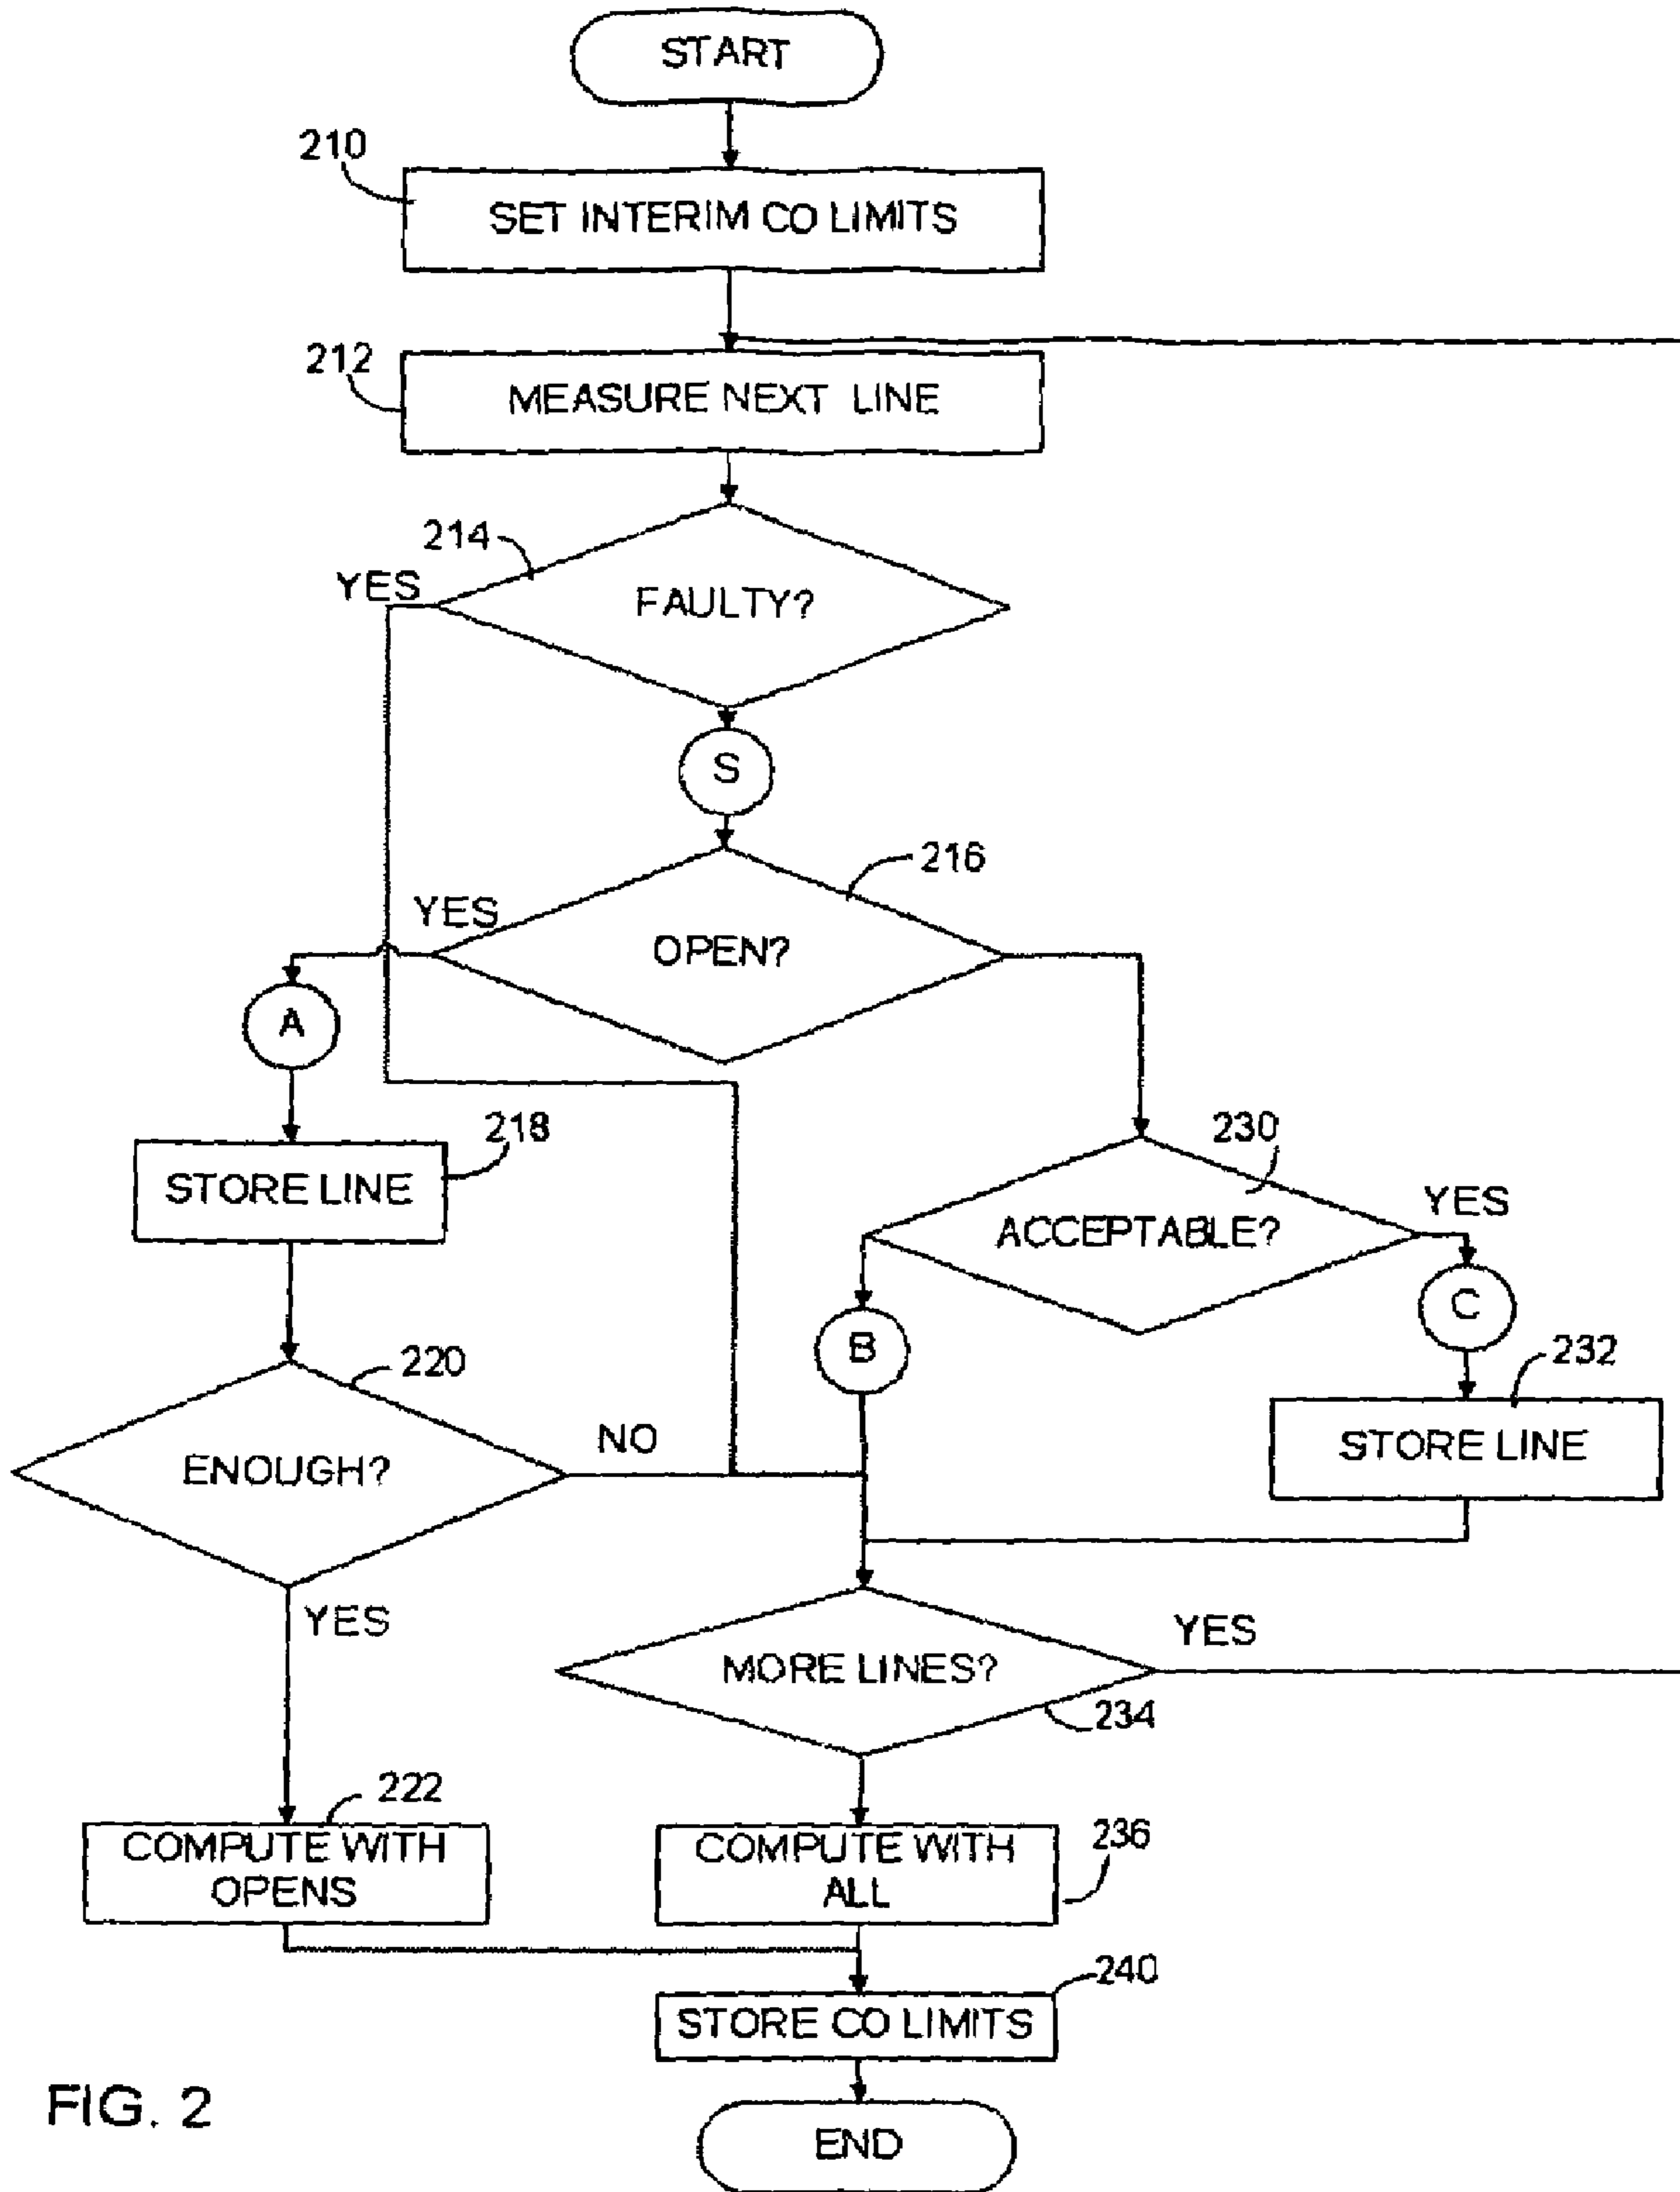 START
210
SET INTERIM CO LIMITS
212
MEASURE NEXT LINE
214
YES
FAULTY?
S
216
YES
OPEN?
A
218
STORE LINE
230
YES
ACCEPTABLE?
C
B
220
232
NO
ENOUGH?
STORE LINE
YES
YES
MORE LINES?
234
222
COMPUTE WITH
OPENS
COMPUTE WITH
ALL
236
240
STORE CO LIMITS
FIG. 2
END